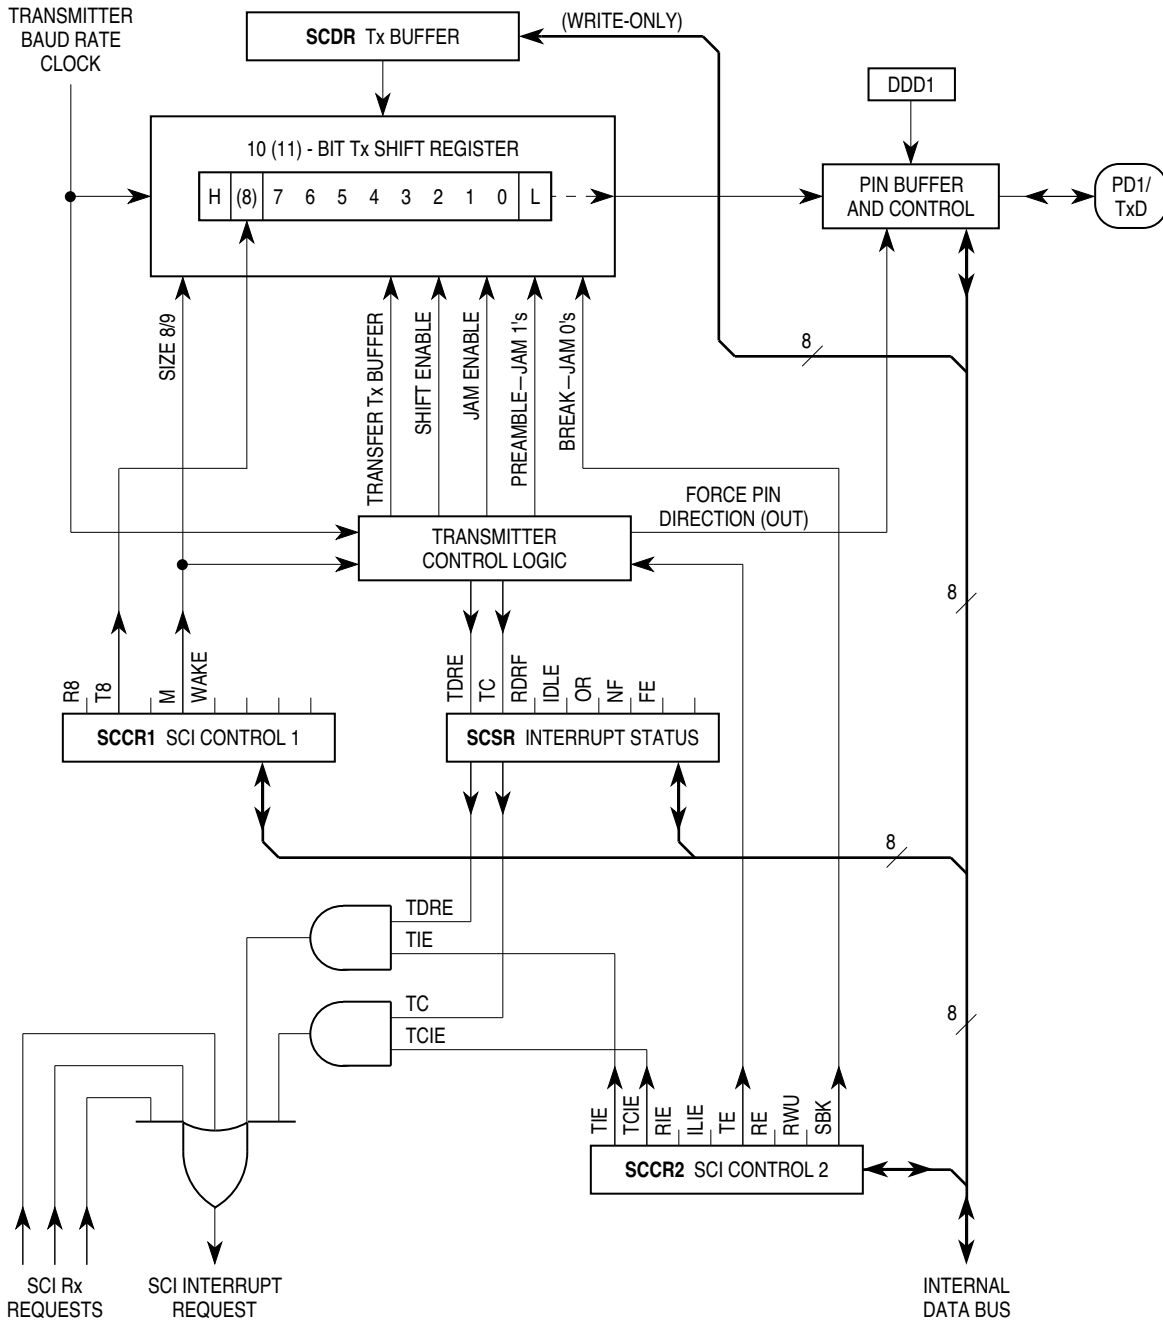 TRANSMITTER
BAUD RATE
CLOCK
SCDR Tx BUFFER
(WRITE-ONLY)
DDD1
10 (11) - BIT Tx SHIFT REGISTER
H (8) 7 6 5 4 3 2 1 0 L
PIN BUFFER
AND CONTROL
PD1/
TxD
SIZE 8/9
TRANSFER Tx BUFFER
SHIFT ENABLE
JAM ENABLE
PREAMBLE—JAM 1's
BREAK—JAM 0's
8
FORCE PIN
DIRECTION (OUT)
TRANSMITTER
CONTROL LOGIC
8
R8
T8
M
WAKE
TDRE
TC
RDRF
IDLE
OR
NF
FE
SCCR1 SCI CONTROL 1
SCSR INTERRUPT STATUS
8
TDRE
TIE
TC
TCIE
8
TIE
TCIE
RIE
ILIE
TE
RE
RWU
SBK
SCCR2 SCI CONTROL 2
SCI Rx
REQUESTS
SCI INTERRUPT
REQUEST
INTERNAL
DATA BUS